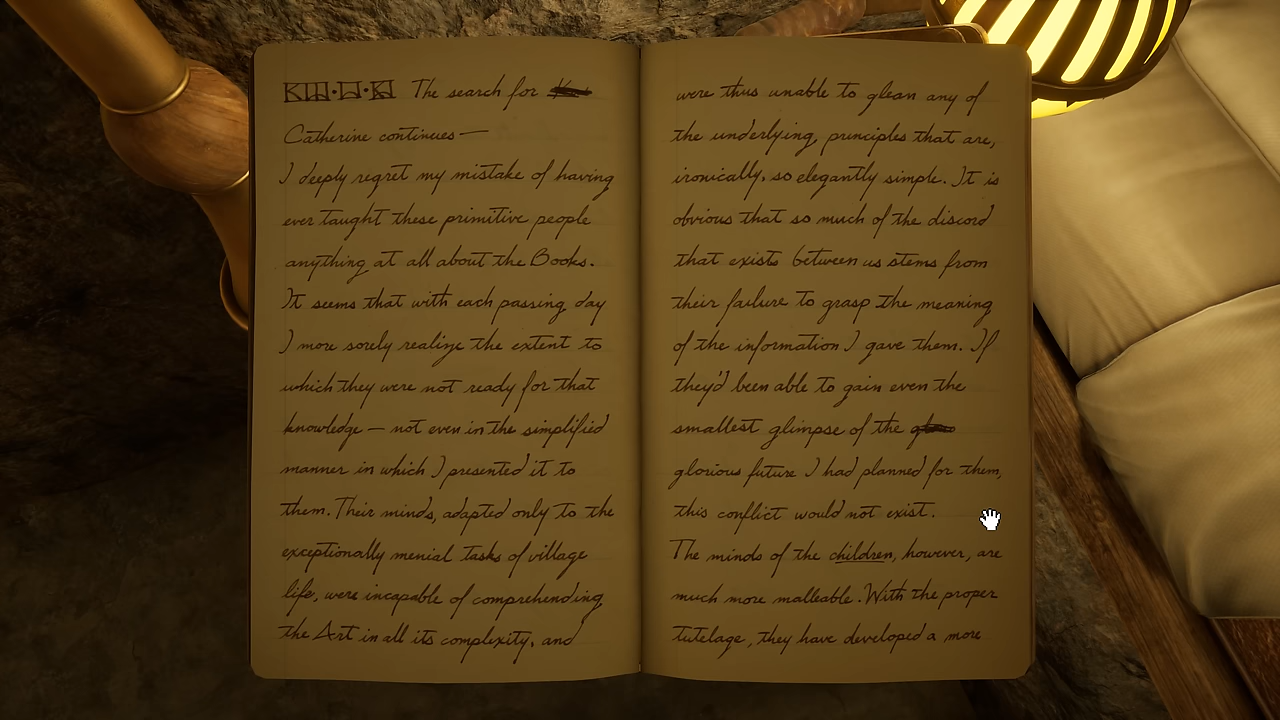 The search for
Catherine continues—
I deeply regret my mistake of having
ever taught these primitive people
anything at all about the Books.
It seems that with each passing day
I more sorely realize the extent to
which they were not ready for that
knowledge — not even in the simplified
manner in which I presented it to
them. Their minds, adapted only to the
exceptionally menial tasks of village
life, were incapable of comprehending
the Art in all its complexity, and
were thus unable to glean any of
the underlying, principles that are,
ironically, so elegantly simple. It is
obvious that so much of the discord
that exists between us stems from
their failure to grasp the meaning
of the information I gave them. If
they'd been able to gain even the
smallest glimpse of the
glorious future I had planned for them,
this conflict would not exist.
The minds of the children, however, are
much more malleable. With the proper
tutelage, they have developed a more